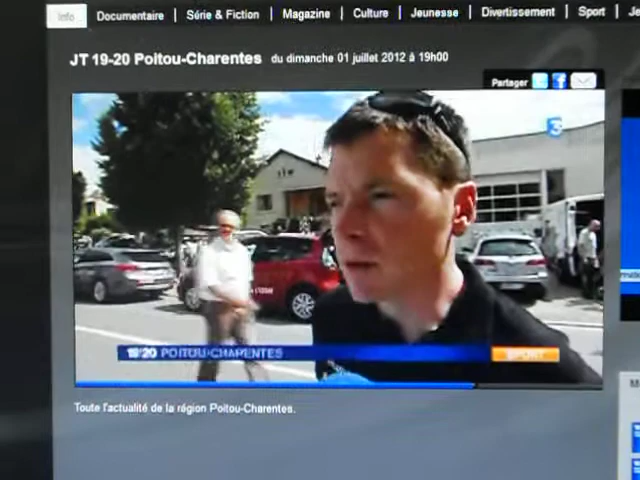 Info Documentaire Série & Fiction Magazine Culture Jeunesse Divertissement Sport
JT 19-20 Poitou-Charentes du dimanche 01 juillet 2012 à 19h00
Partager
3
19:20 POITOU-CHARENTES SPORT
Toute l'actualité de la région Poitou-Charentes.